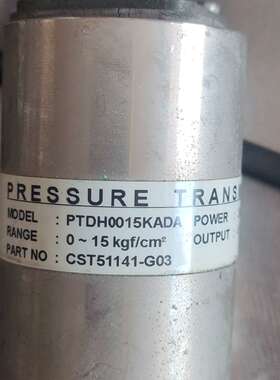 PRESSURE TRANS
MODEL : PTDH0015KADA POWER
RANGE : 0 ~ 15 kgf/cm² OUTPUT
PART NO : CST51141-G03